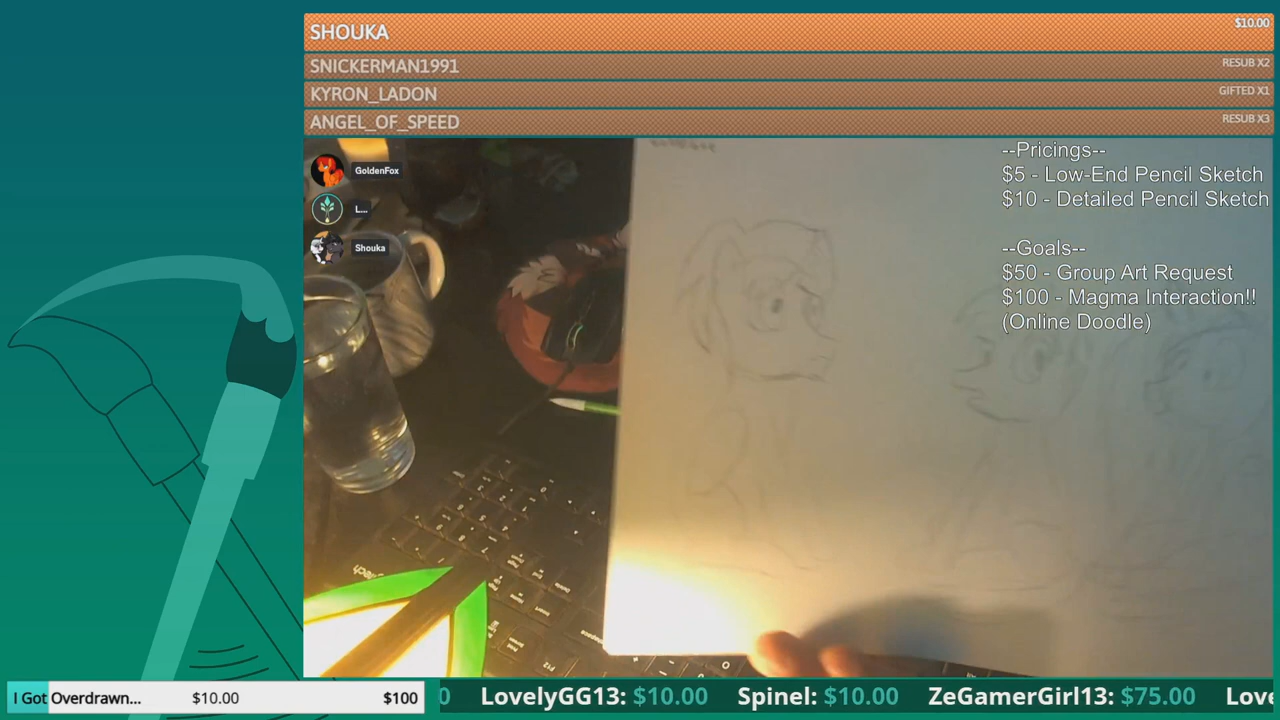 SHOUKA $10.00
SNICKERMAN1991 RESUB X2
KYRON_LADON GIFTED X1
ANGEL_OF_SPEED RESUB X3
GoldenFox
L...
Shouka
--Pricings--
$5 - Low-End Pencil Sketch
$10 - Detailed Pencil Sketch
--Goals--
$50 - Group Art Request
$100 - Magma Interaction!!
(Online Doodle)
I Got Overdrawn... $10.00 $100
0 LovelyGG13: $10.00 Spinel: $10.00 ZeGamerGirl13: $75.00 Love